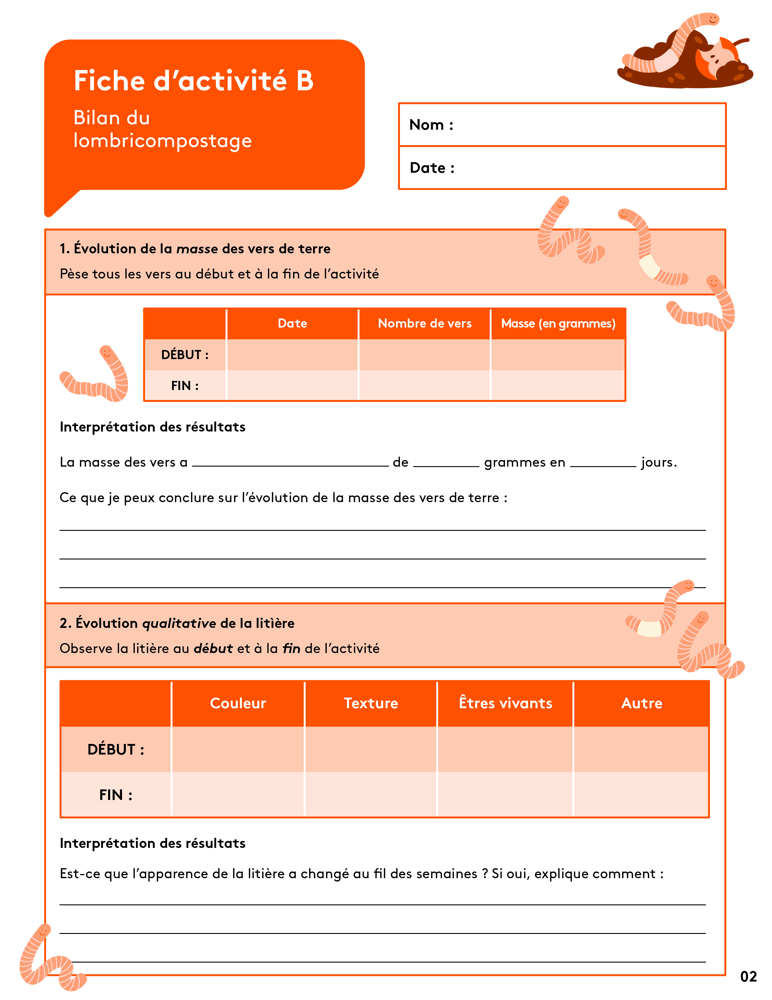 Fiche d’activité B
Bilan du
lombricompostage
Nom :
Date :
1. Évolution de la masse des vers de terre
Pèse tous les vers au début et à la fin de l’activité
Date Nombre de vers Masse (en grammes)
DÉBUT :
FIN :
Interprétation des résultats
La masse des vers a ______ de ______ grammes en ______ jours.
Ce que je peux conclure sur l’évolution de la masse des vers de terre :
2. Évolution qualitative de la litìère
Observe la litière au début et à la fin de l’activité
Couleur Texture Êtres vivants Autre
DÉBUT :
FIN :
Interprétation des résultats
Est-ce que l’apparence de la litière a changé au fil des semaines ? Si oui, explique comment :
02